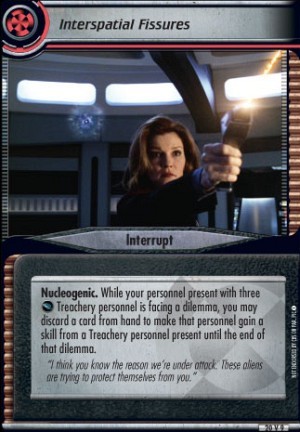 Interspatial Fissures
Interrupt
Nucleogenic. While your personnel present with three
Treachery personnel is facing a dilemma, you may
discard a card from hand to make that personnel gain a
skill from a Treachery personnel present until the end of
that dilemma.
"I think you know the reason we're under attack. These aliens
are trying to protect themselves from you."
20 V 9